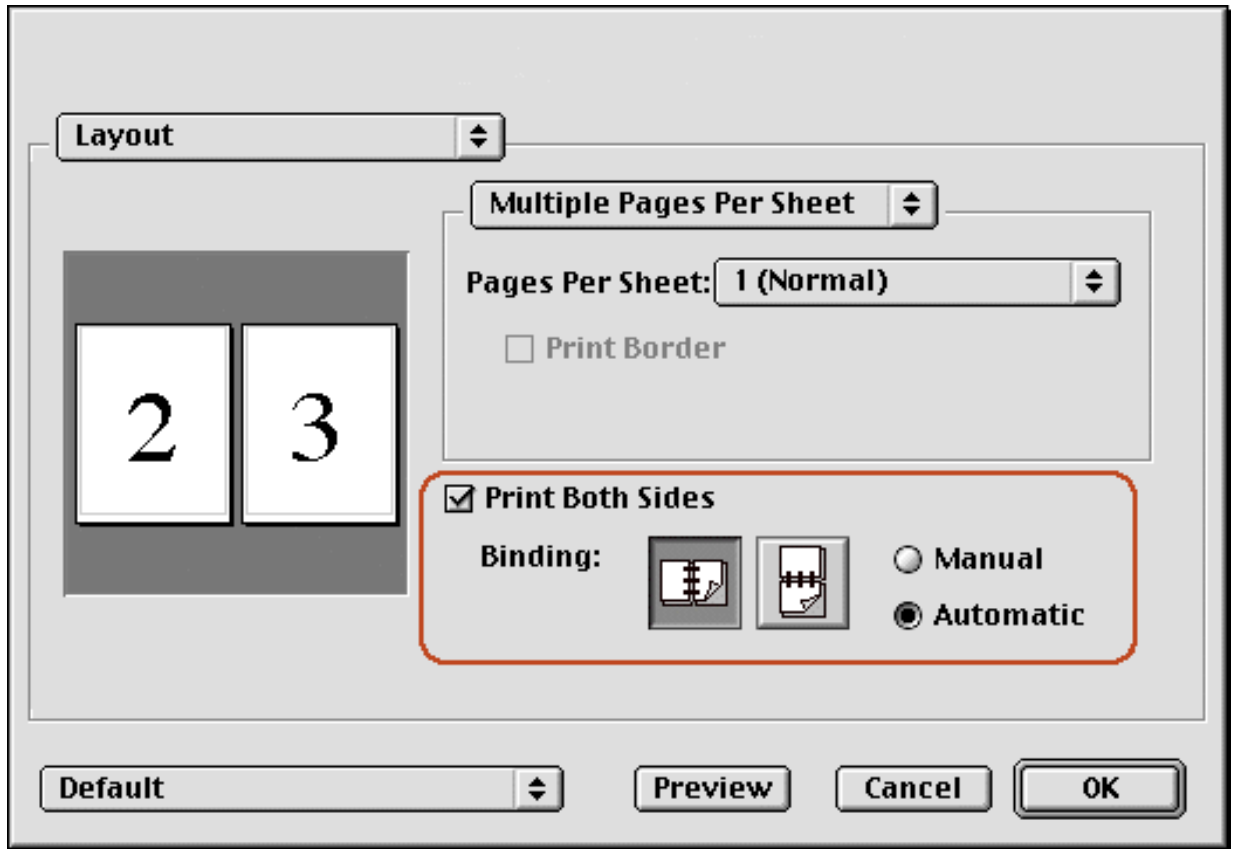 Layout
Multiple Pages Per Sheet
Pages Per Sheet: 1 (Normal)
Print Border
2 3
Print Both Sides
Binding:
Manual
Automatic
Default Preview Cancel OK